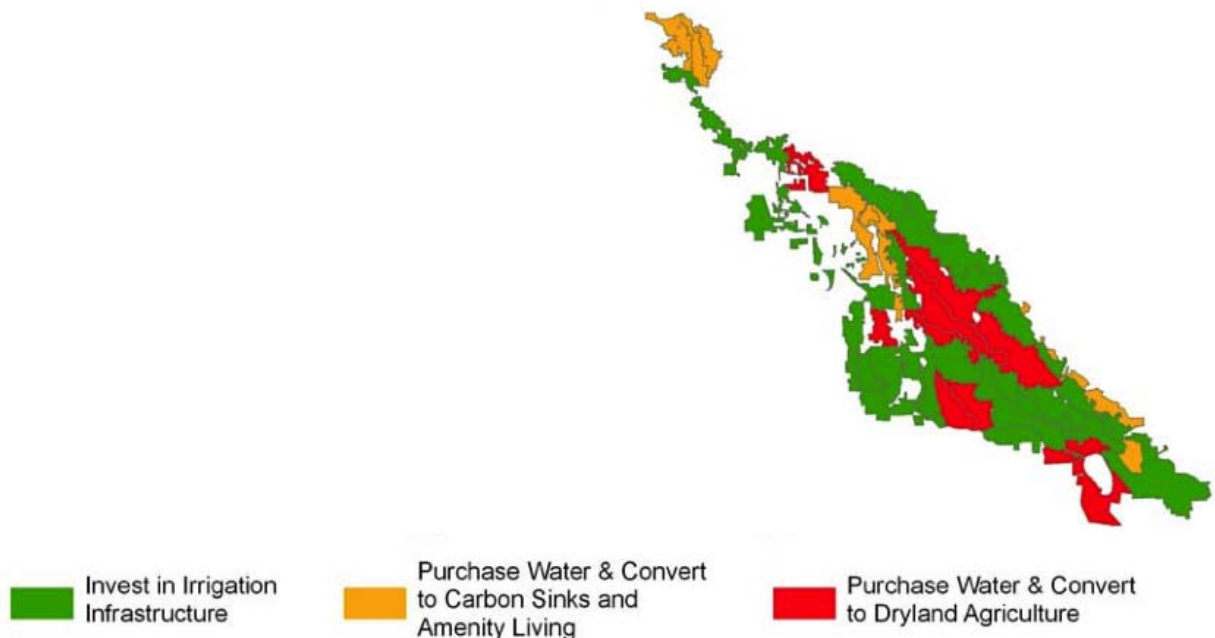 Invest in Irrigation
Infrastructure
Purchase Water & Convert
to Carbon Sinks and
Amenity Living
Purchase Water & Convert
to Dryland Agriculture